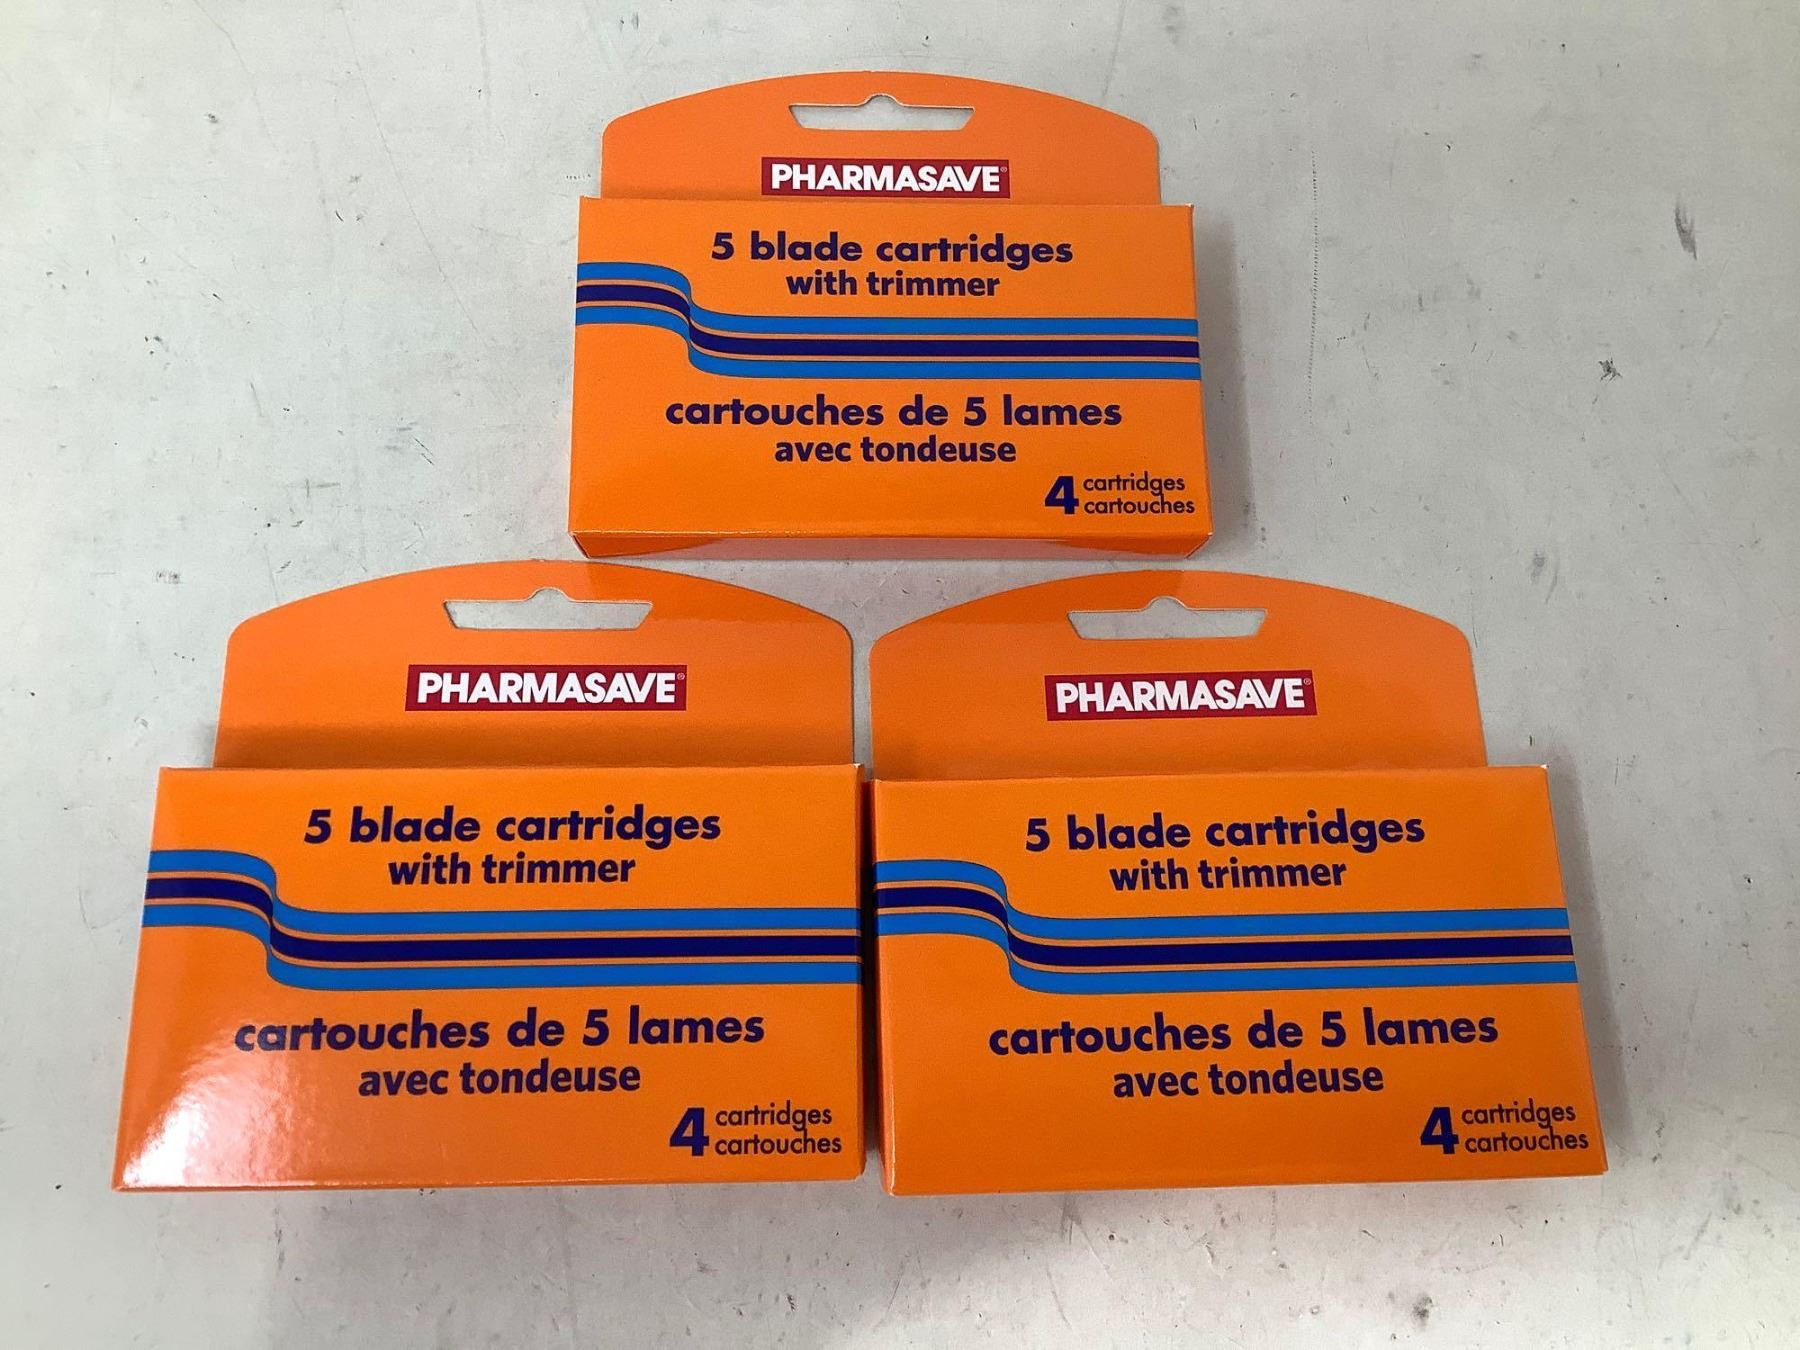 PHARMASAVE®
5 blade cartridges
with trimmer
cartouches de 5 lames
avec tondeuse
4 cartridges
cartouches
PHARMASAVE®
5 blade cartridges
with trimmer
cartouches de 5 lames
avec tondeuse
4 cartridges
cartouches
PHARMASAVE®
5 blade cartridges
with trimmer
cartouches de 5 lames
avec tondeuse
4 cartridges
cartouches